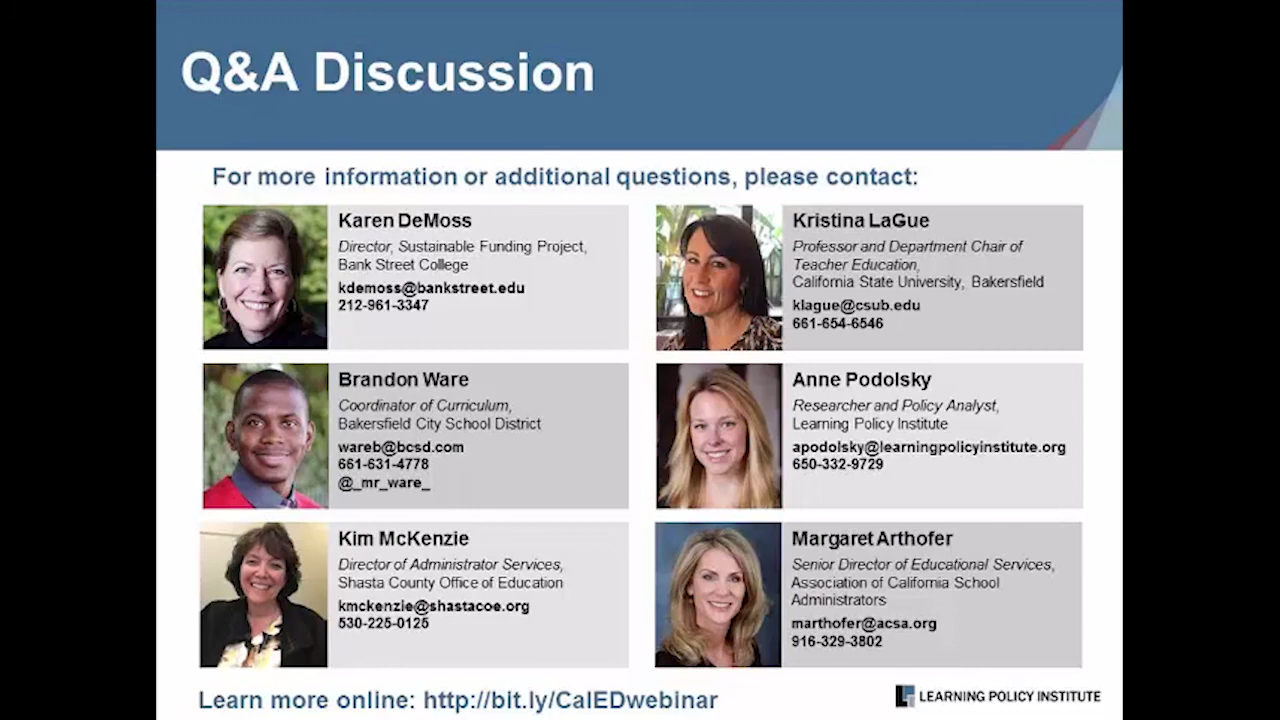 Q&A Discussion
For more information or additional questions, please contact:
Karen DeMoss
Director, Sustainable Funding Project,
Bank Street College
kdemoss@bankstreet.edu
212-961-3347
Kristina LaGue
Professor and Department Chair of
Teacher Education,
California State University, Bakersfield
klague@csub.edu
661-654-6546
Brandon Ware
Coordinator of Curriculum,
Bakersfield City School District
wareb@bcsd.com
661-631-4778
@_mr_ware_
Anne Podolsky
Researcher and Policy Analyst,
Learning Policy Institute
apodolsky@learningpolicyinstitute.org
650-332-9729
Kim McKenzie
Director of Administrator Services,
Shasta County Office of Education
kmckenzie@shastacoe.org
530-225-0125
Margaret Arthofer
Senior Director of Educational Services,
Association of California School
Administrators
marthofer@acsa.org
916-329-3802
Learn more online: http://bit.ly/CalEDwebinar
LEARNING POLICY INSTITUTE